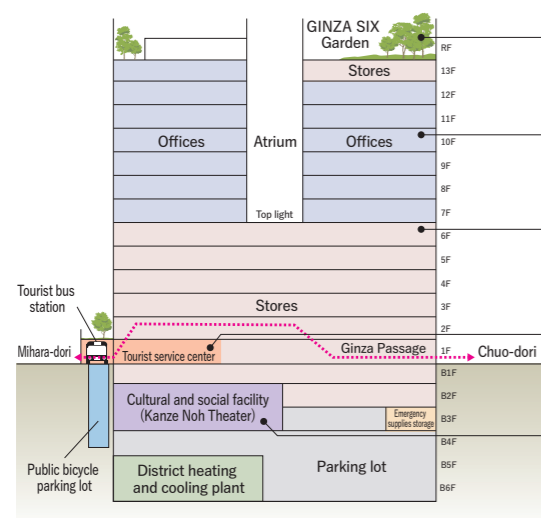 GINZA SIX
Garden
RF
Stores
13F
12F
11F
Offices
Atrium
Offices
10F
9F
8F
7F
Top light
6F
5F
4F
Tourist bus
station
Stores
3F
2F
Mihara-dori
Tourist service center
Ginza Passage
1F
Chuo-dori
B1F
Cultural and social facility
(Kanze Noh Theater)
B2F
Emergency
supplies storage
B3F
B4F
Public bicycle
parking lot
District heating
and cooling plant
Parking lot
B5F
B6F